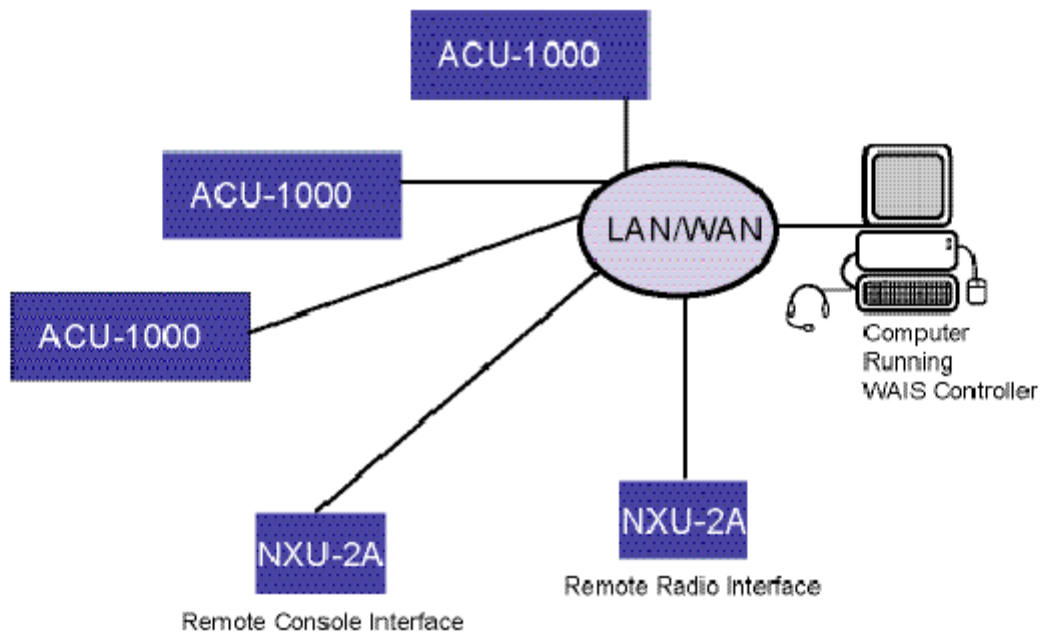 ACU-1000
ACU-1000
LAN/WAN
ACU-1000
Computer
Running
WAIS Controller
NXU-2A
Remote Radio Interface
NXU-2A
Remote Console Interface